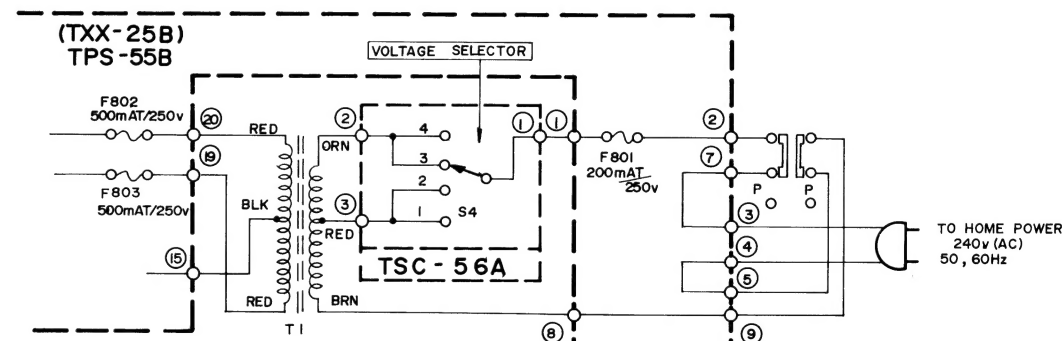 (TXX-25B)
TPS-55B
VOLTAGE SELECTOR
F802
500mAT/250v
20
RED
2
ORN
4
1
1
2
19
3
F801
200mAT/250v
7
F803
500mAT/250v
BLK
3
RED
2
1
S4
P
P
3
TO HOME POWER
240v (AC)
50, 60Hz
4
15
TSC-56A
5
RED
BRN
T1
8
9